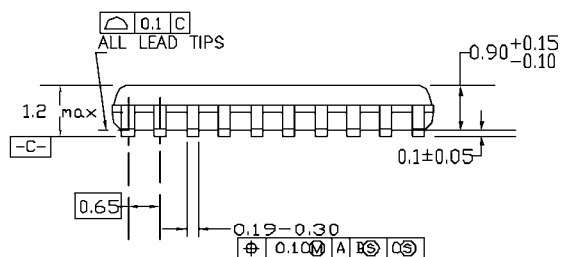 ⌓ 0.1 C
ALL LEAD TIPS
0.90 +0.15 -0.10
1.2 max
-C-
0.1±0.05
0.65
0.19-0.30
⌖ 0.10Ⓜ A BⓈ CⓈ